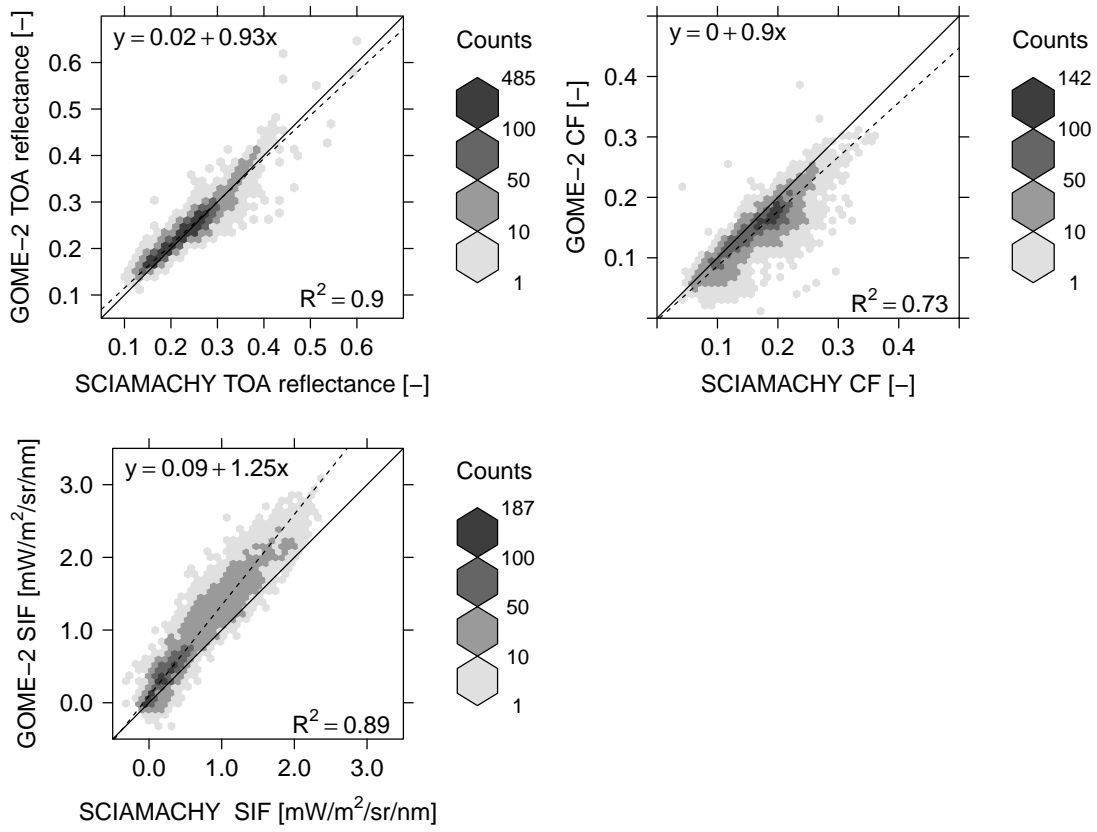 y = 0.02 + 0.93x
R² = 0.9
GOME−2 TOA reflectance [−]
0.6
0.5
0.4
0.3
0.2
0.1
0.1 0.2 0.3 0.4 0.5 0.6
SCIAMACHY TOA reflectance [−]
Counts
485
100
50
10
1
y = 0 + 0.9x
R² = 0.73
GOME−2 CF [−]
0.4
0.3
0.2
0.1
0.1 0.2 0.3 0.4
SCIAMACHY CF [−]
Counts
142
100
50
10
1
y = 0.09 + 1.25x
R² = 0.89
GOME−2 SIF [mW/m²/sr/nm]
3.0
2.0
1.0
0.0
0.0 1.0 2.0 3.0
SCIAMACHY SIF [mW/m²/sr/nm]
Counts
187
100
50
10
1